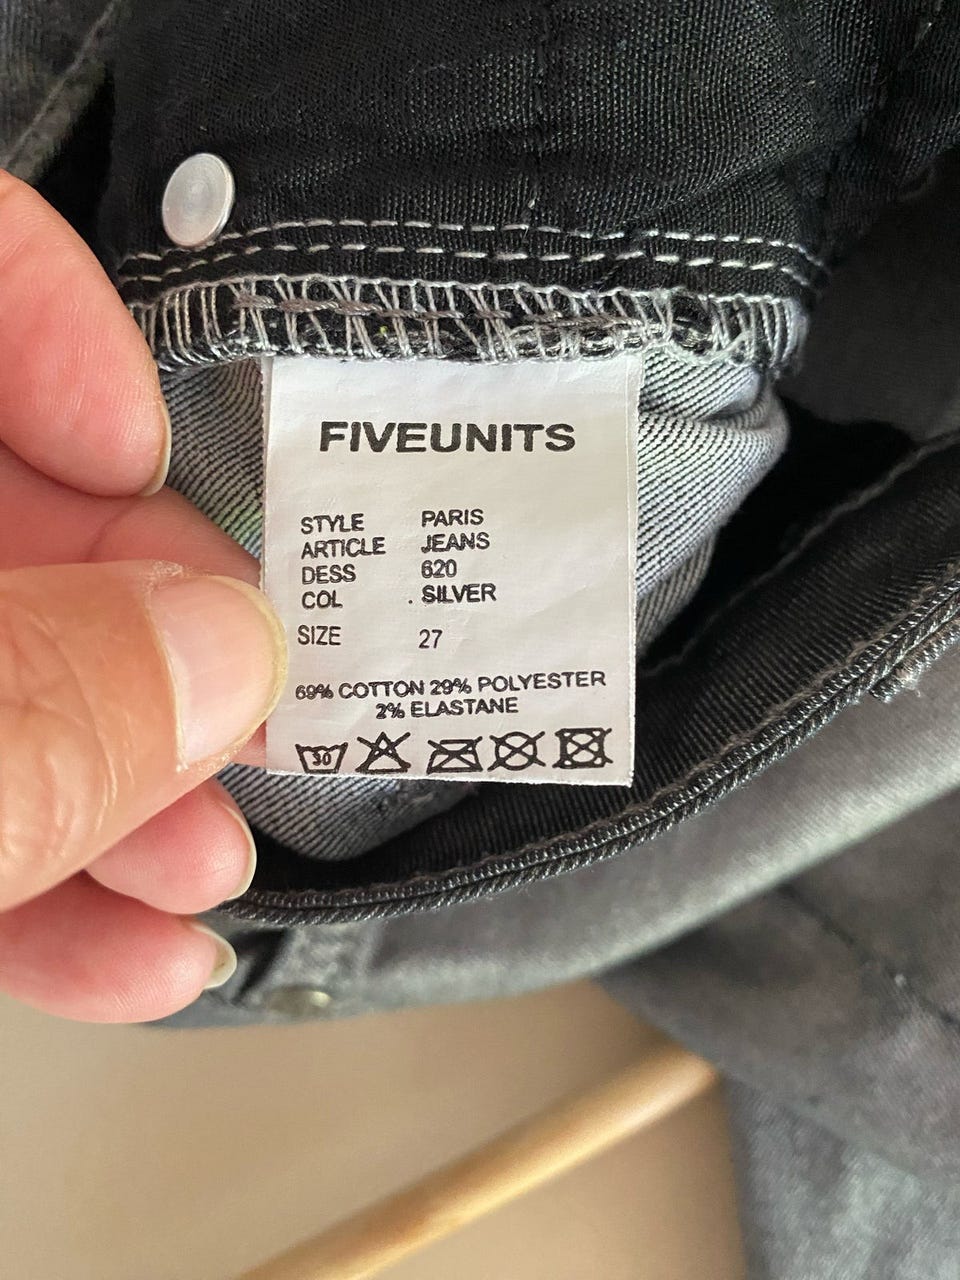 FIVEUNITS
STYLE PARIS
ARTICLE JEANS
DESS 620
COL . SILVER
SIZE 27
69% COTTON 29% POLYESTER
2% ELASTANE
30